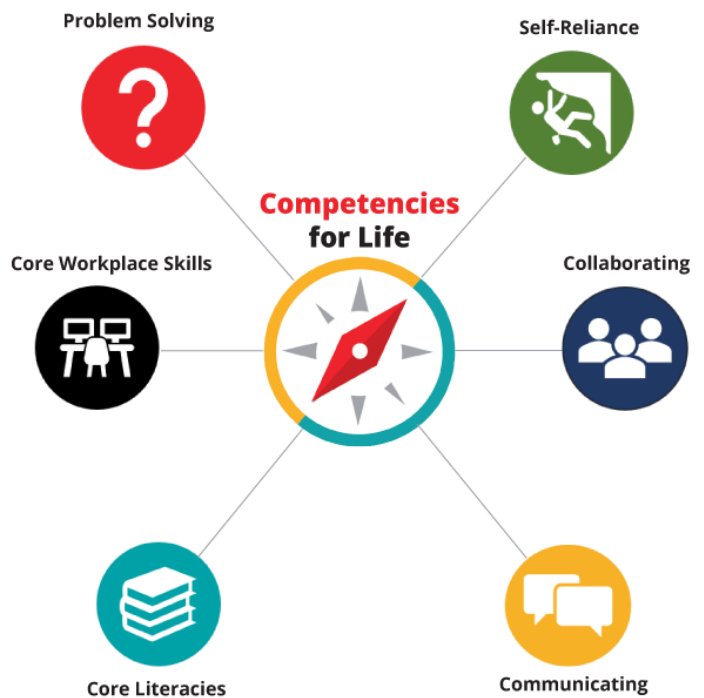 Problem Solving
Self-Reliance
Competencies
for Life
Core Workplace Skills
Collaborating
Core Literacies
Communicating